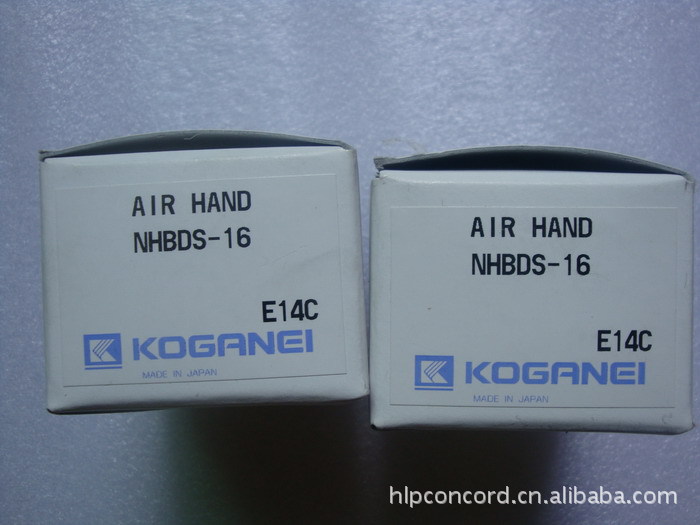 AIR HAND
NHBDS-16
E14C
KOGANEI
MADE IN JAPAN
AIR HAND
NHBDS-16
E14C
KOGANEI
MADE IN JAPAN
hlpconcord.cn.alibaba.com